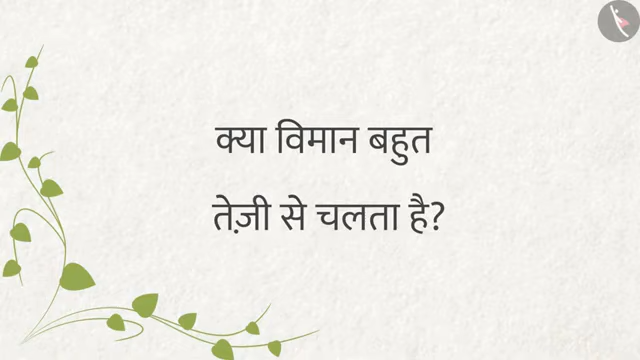 क्या विमान बहुत
तेज़ी से चलता है?